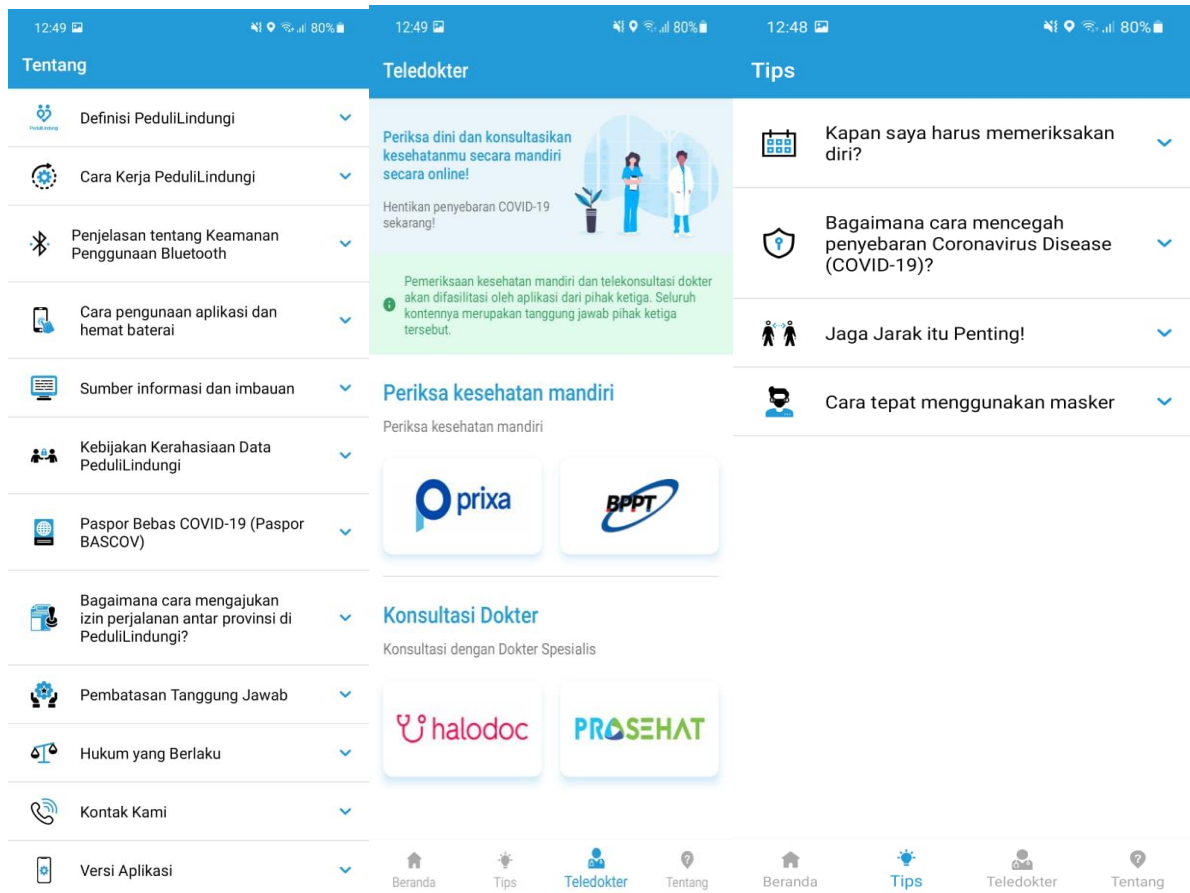 12:49
80%
Tentang
PeduliLindungi
Definisi PeduliLindungi
Cara Kerja PeduliLindungi
Penjelasan tentang Keamanan
Penggunaan Bluetooth
Cara pengunaan aplikasi dan
hemat baterai
Sumber informasi dan imbauan
Kebijakan Kerahasiaan Data
PeduliLindungi
Paspor Bebas COVID-19 (Paspor
BASCOV)
Bagaimana cara mengajukan
izin perjalanan antar provinsi di
PeduliLindungi?
Pembatasan Tanggung Jawab
Hukum yang Berlaku
Kontak Kami
Versi Aplikasi
12:49
80%
Teledokter
Periksa dini dan konsultasikan
kesehatanmu secara mandiri
secara online!
Hentikan penyebaran COVID-19
sekarang!
Pemeriksaan kesehatan mandiri dan telekonsultasi dokter
akan difasilitasi oleh aplikasi dari pihak ketiga. Seluruh
kontennya merupakan tanggung jawab pihak ketiga
tersebut.
Periksa kesehatan mandiri
Periksa kesehatan mandiri
prixa
BPPT
Konsultasi Dokter
Konsultasi dengan Dokter Spesialis
halodoc
PROSEHAT
Beranda
Tips
Teledokter
Tentang
12:48
80%
Tips
Kapan saya harus memeriksakan
diri?
Bagaimana cara mencegah
penyebaran Coronavirus Disease
(COVID-19)?
Jaga Jarak itu Penting!
Cara tepat menggunakan masker
Beranda
Tips
Teledokter
Tentang